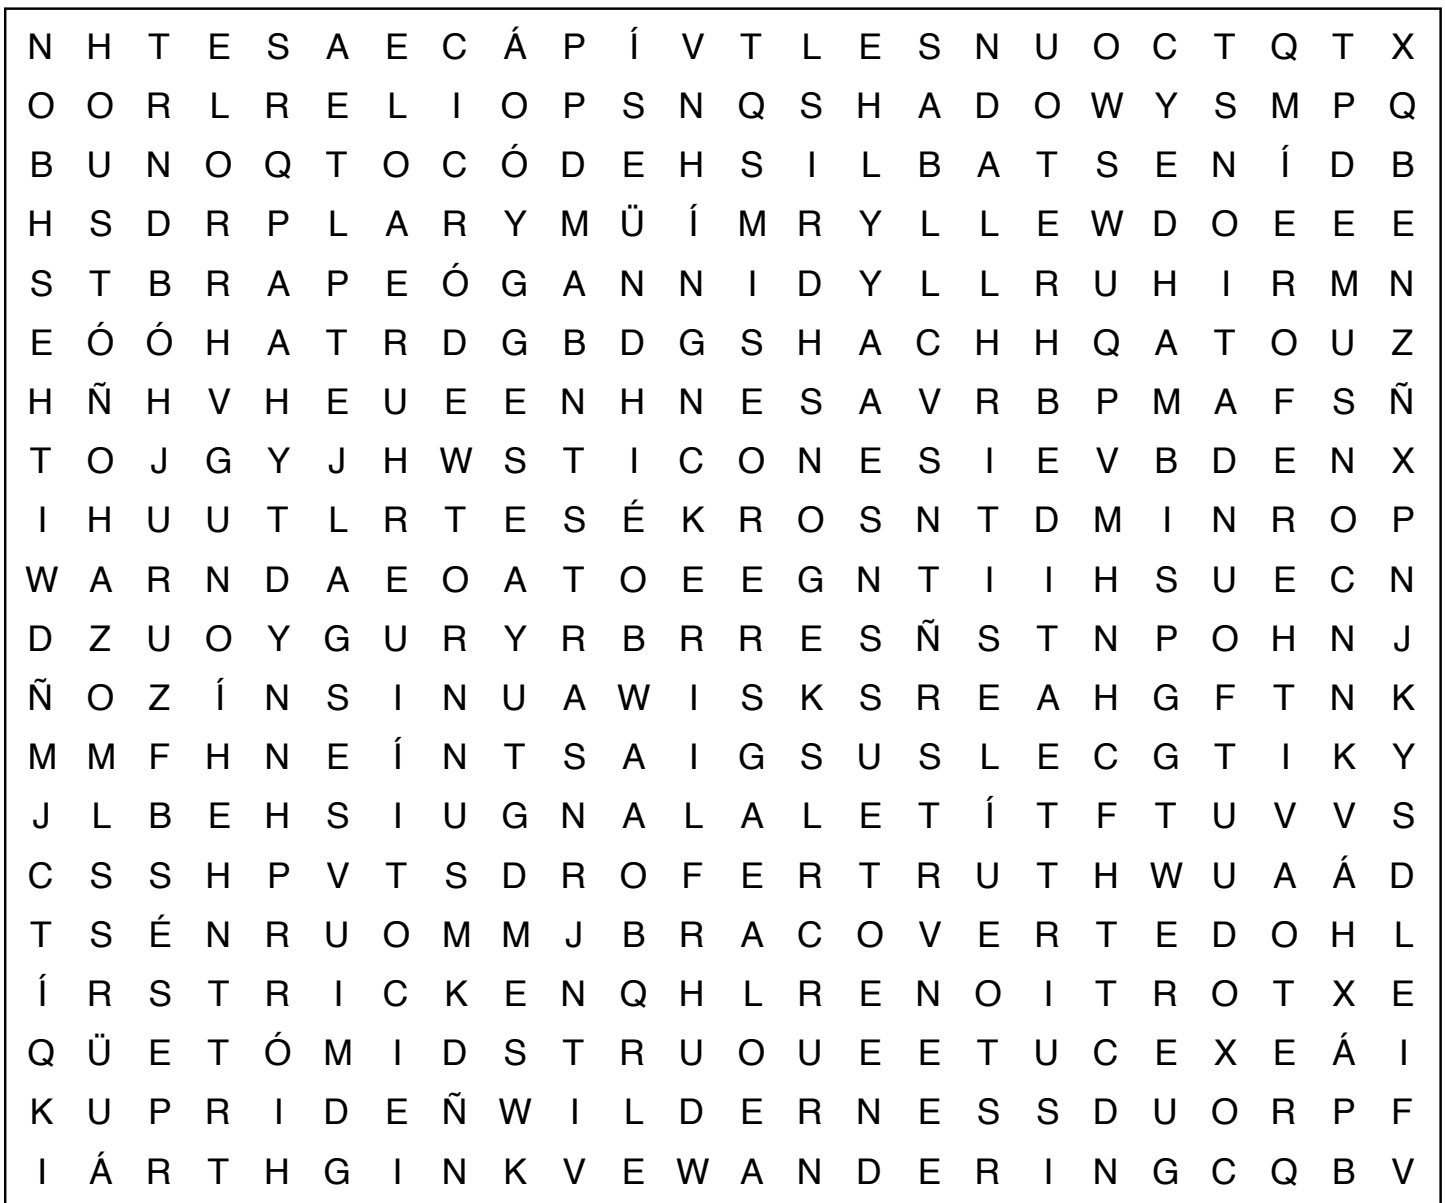 N H T E S A E C Á P Í V T L E S N U O C T Q T X
O O R L R E L I O P S N Q S H A D O W Y S M P Q
B U N O Q T O C Ó D E H S I L B A T S E N Í D B
H S D R P L A R Y M Ü Í M R Y L L E W D O E E E
S T B R A P E Ó G A N N I D Y L L R U H I R M N
E Ó Ó H A T R D G B D G S H A C H H Q A T O U Z
H Ñ H V H E U E E N H N E S A V R B P M A F S Ñ
T O J G Y J H W S T I C O N E S I E V B D E N X
I H U U T L R T E S É K R O S N T D M I N R O P
W A R N D A E O A T O E E G N T I I H S U E C N
D Z U O Y G U R Y R B R R E S Ñ S T N P O H N J
Ñ O Z Í N S I N U A W I S K S R E A H G F T N K
M M F H N E Í N T S A I G S U S L E C G T I K Y
J L B E H S I U G N A L A L E T Í T F T U V V S
C S S H P V T S D R O F E R T R U T H W U A Á D
T S É N R U O M M J B R A C O V E R T E D O H L
Í R S T R I C K E N Q H L R E N O I T R O T X E
Q Ü E T Ó M I D S T R U O U E E T U C E X E Á I
K U P R I D E Ñ W I L D E R N E S S D U O R P F
I Á R T H G I N K V E W A N D E R I N G C Q B V